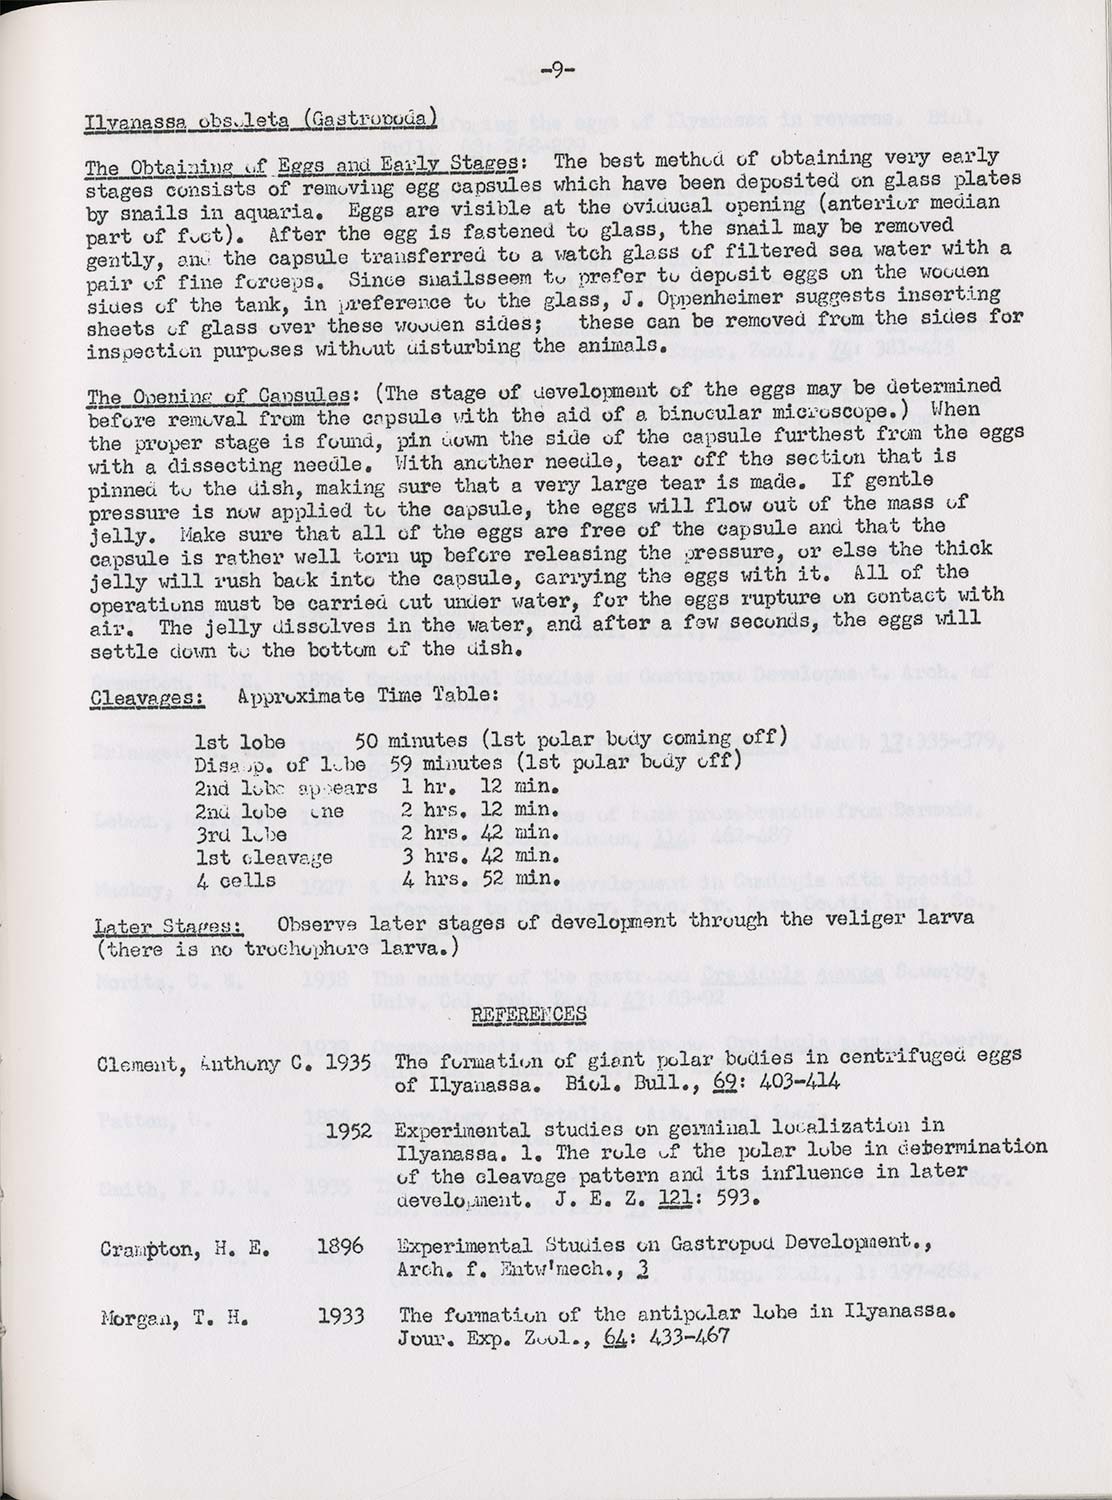 -9-
Ilyanassa obsoleta (Gastropoda)
The Obtaining of Eggs and Early Stages: The best method of obtaining very early
stages consists of removing egg capsules which have been deposited on glass plates
by snails in aquaria. Eggs are visible at the oviducal opening (anterior median
part of foot). After the egg is fastened to glass, the snail may be removed
gently, and the capsule transferred to a watch glass of filtered sea water with a
pair of fine forceps. Since snailsseem to prefer to deposit eggs on the wooden
sides of the tank, in preference to the glass, J. Oppenheimer suggests inserting
sheets of glass over these wooden sides; these can be removed from the sides for
inspection purposes without disturbing the animals.
The Opening of Capsules: (The stage of development of the eggs may be determined
before removal from the capsule with the aid of a binocular microscope.) When
the proper stage is found, pin down the side of the capsule furthest from the eggs
with a dissecting needle. With another needle, tear off the section that is
pinned to the dish, making sure that a very large tear is made. If gentle
pressure is now applied to the capsule, the eggs will flow out of the mass of
jelly. Make sure that all of the eggs are free of the capsule and that the
capsule is rather well torn up before releasing the pressure, or else the thick
jelly will rush back into the capsule, carrying the eggs with it. All of the
operations must be carried out under water, for the eggs rupture on contact with
air. The jelly dissolves in the water, and after a few seconds, the eggs will
settle down to the bottom of the dish.
Cleavages: Approximate Time Table:
1st lobe 50 minutes (1st polar body coming off)
Disapp. of lobe 59 minutes (1st polar body off)
2nd lobe appears 1 hr. 12 min.
2nd lobe one 2 hrs. 12 min.
3rd lobe 2 hrs. 42 min.
1st cleavage 3 hrs. 42 min.
4 cells 4 hrs. 52 min.
Later Stages: Observe later stages of development through the veliger larva
(there is no trochophore larva.)
REFERENCES
Clement, Anthony C. 1935 The formation of giant polar bodies in centrifuged eggs
of Ilyanassa. Biol. Bull., 69: 403-414
1952 Experimental studies on germinal localization in
Ilyanassa. 1. The role of the polar lobe in determination
of the cleavage pattern and its influence in later
development. J. E. Z. 121: 593.
Crampton, H. E. 1896 Experimental Studies on Gastropod Development.,
Arch. f. Entw'mech., 3
Morgan, T. H. 1933 The formation of the antipolar lobe in Ilyanassa.
Jour. Exp. Zool., 64: 433-467